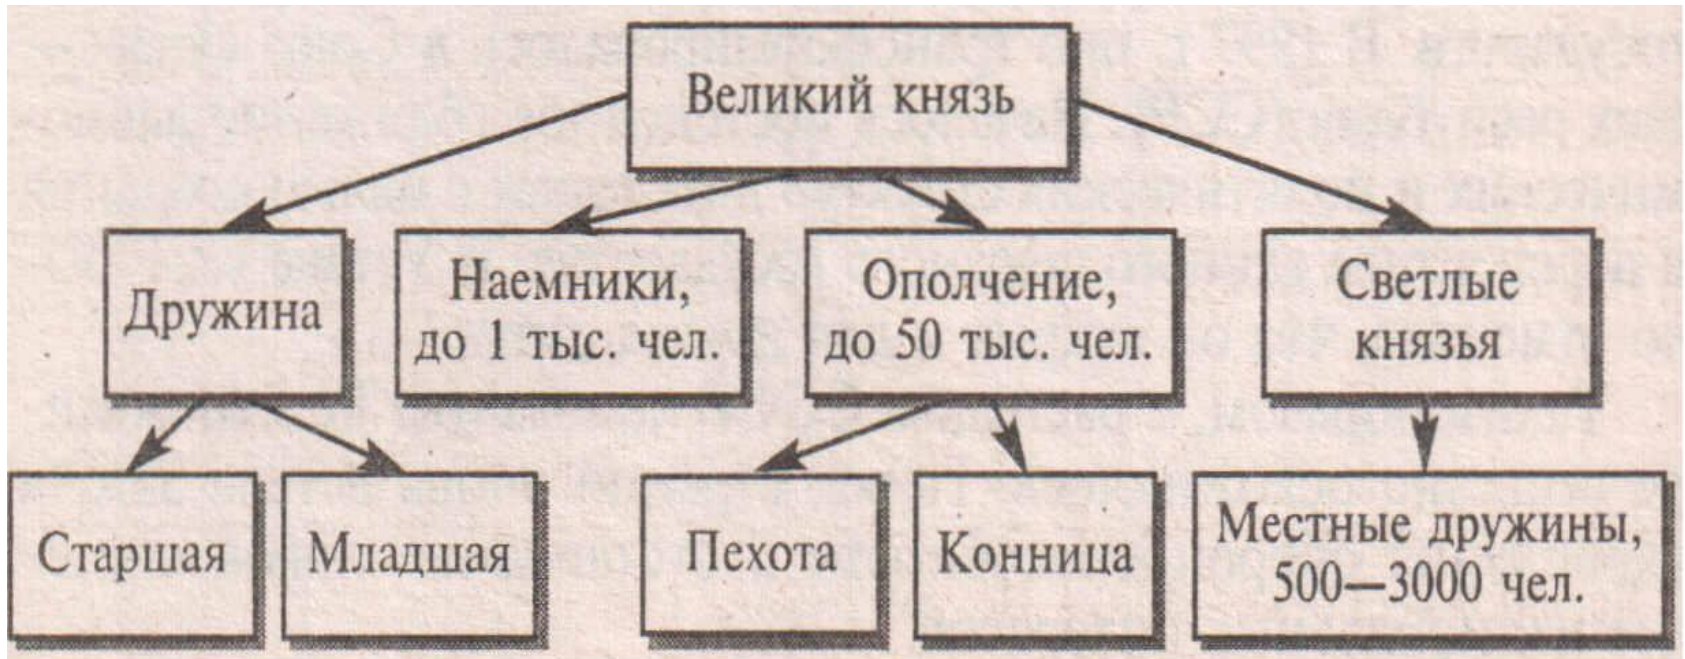 Великий князь
Дружина
Наемники,
до 1 тыс. чел.
Ополчение,
до 50 тыс. чел.
Светлые
князья
Старшая
Младшая
Пехота
Конница
Местные дружины,
500—3000 чел.